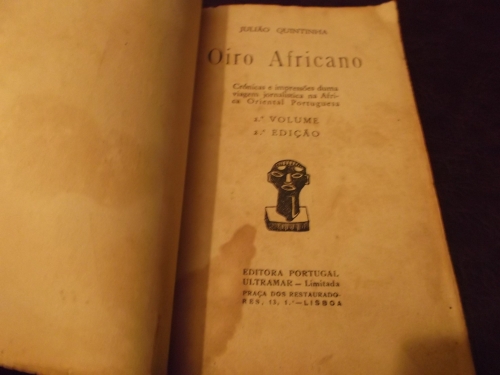 JULIÃO QUINTINHA
Oiro Africano
Crónicas e impressões duma
viagem jornalística na Áfri-
ca Oriental Portuguesa
2.º VOLUME
2.ª EDIÇÃO
EDITORA PORTUGAL
ULTRAMAR — Limitada
PRAÇA DOS RESTAURADO-
RES, 13, 1.º — LISBOA